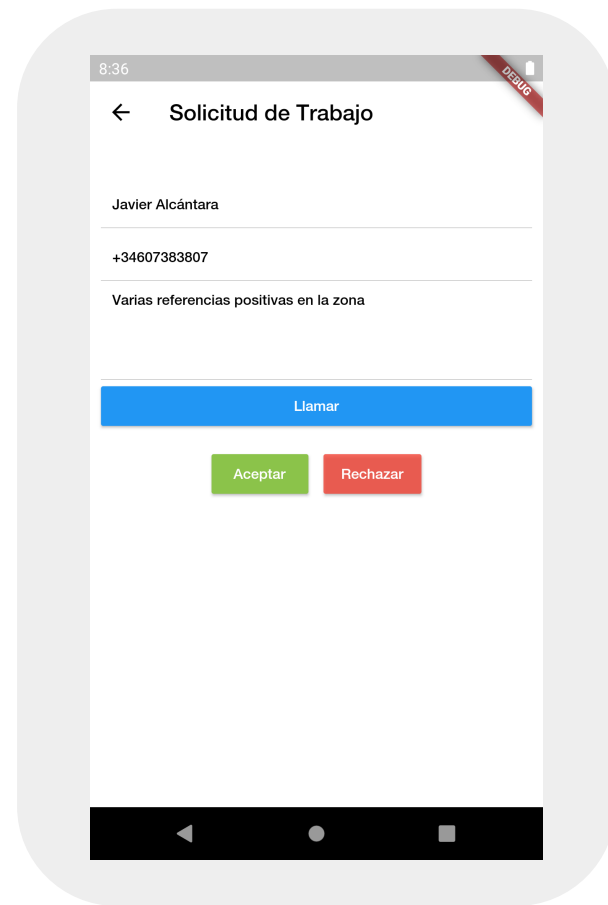 8:36
DEBUG
Solicitud de Trabajo
Javier Alcántara
+34607383807
Varias referencias positivas en la zona
Llamar
Aceptar
Rechazar